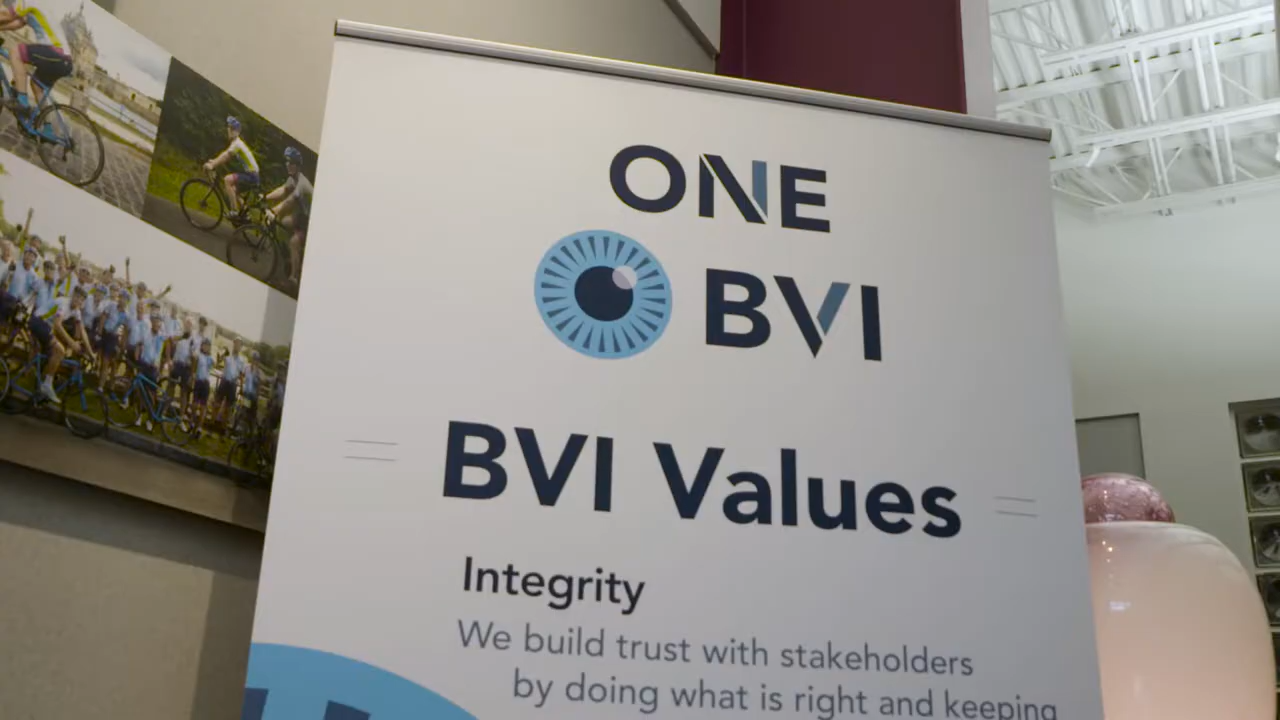 ONE
BVI
BVI Values
Integrity
We build trust with stakeholders
by doing what is right and keeping